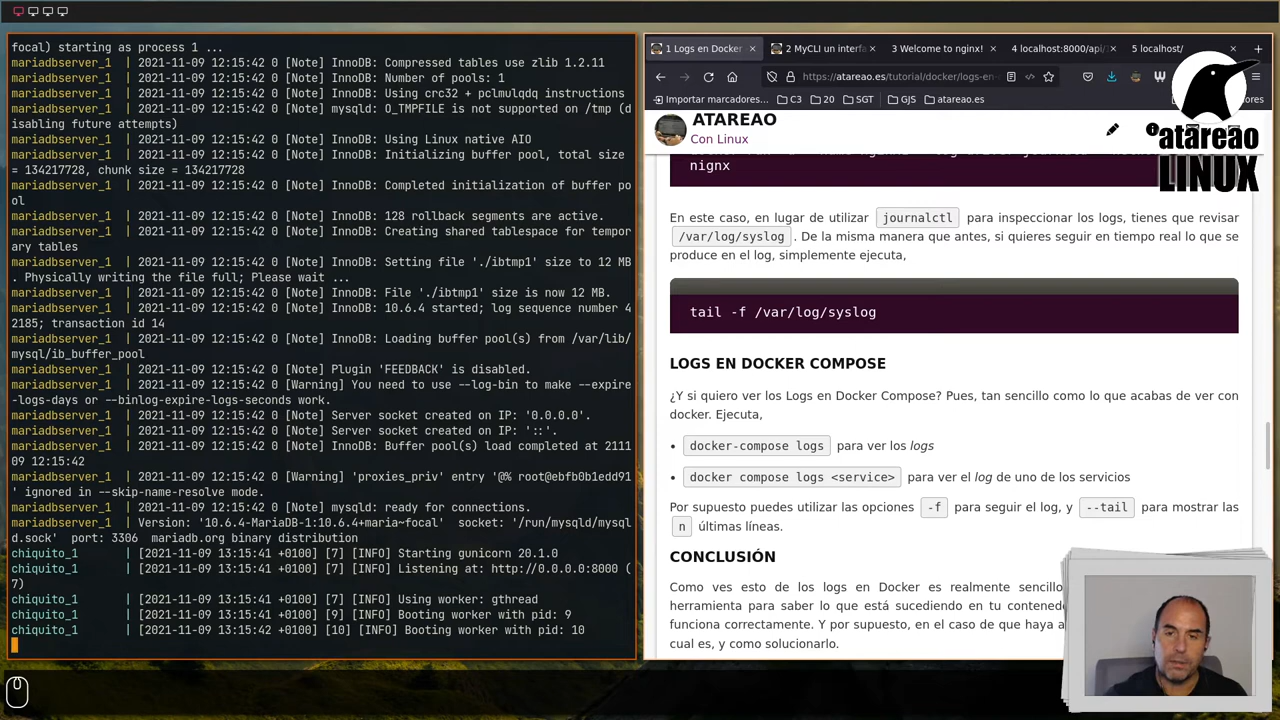 focal) starting as process 1 ...
mariadbserver_1  | 2021-11-09 12:15:42 0 [Note] InnoDB: Compressed tables use zlib 1.2.11
mariadbserver_1  | 2021-11-09 12:15:42 0 [Note] InnoDB: Number of pools: 1
mariadbserver_1  | 2021-11-09 12:15:42 0 [Note] InnoDB: Using crc32 + pclmulqdq instructions
mariadbserver_1  | 2021-11-09 12:15:42 0 [Note] mysqld: O_TMPFILE is not supported on /tmp (d
isabling future attempts)
mariadbserver_1  | 2021-11-09 12:15:42 0 [Note] InnoDB: Using Linux native AIO
mariadbserver_1  | 2021-11-09 12:15:42 0 [Note] InnoDB: Initializing buffer pool, total size
= 134217728, chunk size = 134217728
mariadbserver_1  | 2021-11-09 12:15:42 0 [Note] InnoDB: Completed initialization of buffer po
ol
mariadbserver_1  | 2021-11-09 12:15:42 0 [Note] InnoDB: 128 rollback segments are active.
mariadbserver_1  | 2021-11-09 12:15:42 0 [Note] InnoDB: Creating shared tablespace for tempor
ary tables
mariadbserver_1  | 2021-11-09 12:15:42 0 [Note] InnoDB: Setting file './ibtmp1' size to 12 MB
. Physically writing the file full; Please wait ...
mariadbserver_1  | 2021-11-09 12:15:42 0 [Note] InnoDB: File './ibtmp1' size is now 12 MB.
mariadbserver_1  | 2021-11-09 12:15:42 0 [Note] InnoDB: 10.6.4 started; log sequence number 4
2185; transaction id 14
mariadbserver_1  | 2021-11-09 12:15:42 0 [Note] InnoDB: Loading buffer pool(s) from /var/lib/
mysql/ib_buffer_pool
mariadbserver_1  | 2021-11-09 12:15:42 0 [Note] Plugin 'FEEDBACK' is disabled.
mariadbserver_1  | 2021-11-09 12:15:42 0 [Warning] You need to use --log-bin to make --expire
-logs-days or --binlog-expire-logs-seconds work.
mariadbserver_1  | 2021-11-09 12:15:42 0 [Note] Server socket created on IP: '0.0.0.0'.
mariadbserver_1  | 2021-11-09 12:15:42 0 [Note] Server socket created on IP: '::'.
mariadbserver_1  | 2021-11-09 12:15:42 0 [Note] InnoDB: Buffer pool(s) load completed at 2111
09 12:15:42
mariadbserver_1  | 2021-11-09 12:15:42 0 [Warning] 'proxies_priv' entry '@% root@ebfb0b1edd91
' ignored in --skip-name-resolve mode.
mariadbserver_1  | 2021-11-09 12:15:42 0 [Note] mysqld: ready for connections.
mariadbserver_1  | Version: '10.6.4-MariaDB-1:10.6.4+maria~focal'  socket: '/run/mysqld/mysql
d.sock'  port: 3306  mariadb.org binary distribution
chiquito_1       | [2021-11-09 13:15:41 +0100] [7] [INFO] Starting gunicorn 20.1.0
chiquito_1       | [2021-11-09 13:15:41 +0100] [7] [INFO] Listening at: http://0.0.0.0:8000 (
7)
chiquito_1       | [2021-11-09 13:15:41 +0100] [7] [INFO] Using worker: gthread
chiquito_1       | [2021-11-09 13:15:41 +0100] [9] [INFO] Booting worker with pid: 9
chiquito_1       | [2021-11-09 13:15:42 +0100] [10] [INFO] Booting worker with pid: 10
1 Logs en Docker × 2 MyCLI un interfa × 3 Welcome to nginx! × 4 localhost:8000/api/ × 5 localhost/ × +
https://atareao.es/tutorial/docker/logs-en-
Importar marcadores... C3 20 SGT GJS atareao.es
atareao
LINUX
ATAREAO
Con Linux
nignx
En este caso, en lugar de utilizar journalctl para inspeccionar los logs, tienes que revisar
/var/log/syslog . De la misma manera que antes, si quieres seguir en tiempo real lo que se
produce en el log, simplemente ejecuta,
tail -f /var/log/syslog
LOGS EN DOCKER COMPOSE
¿Y si quiero ver los Logs en Docker Compose? Pues, tan sencillo como lo que acabas de ver con
docker. Ejecuta,
• docker-compose logs para ver los logs
• docker compose logs <service> para ver el log de uno de los servicios
Por supuesto puedes utilizar las opciones -f para seguir el log, y --tail para mostrar las
n últimas líneas.
CONCLUSIÓN
Como ves esto de los logs en Docker es realmente sencillo
herramienta para saber lo que está sucediendo en tu contened
funciona correctamente. Y por supuesto, en el caso de que haya a
cual es, y como solucionarlo.